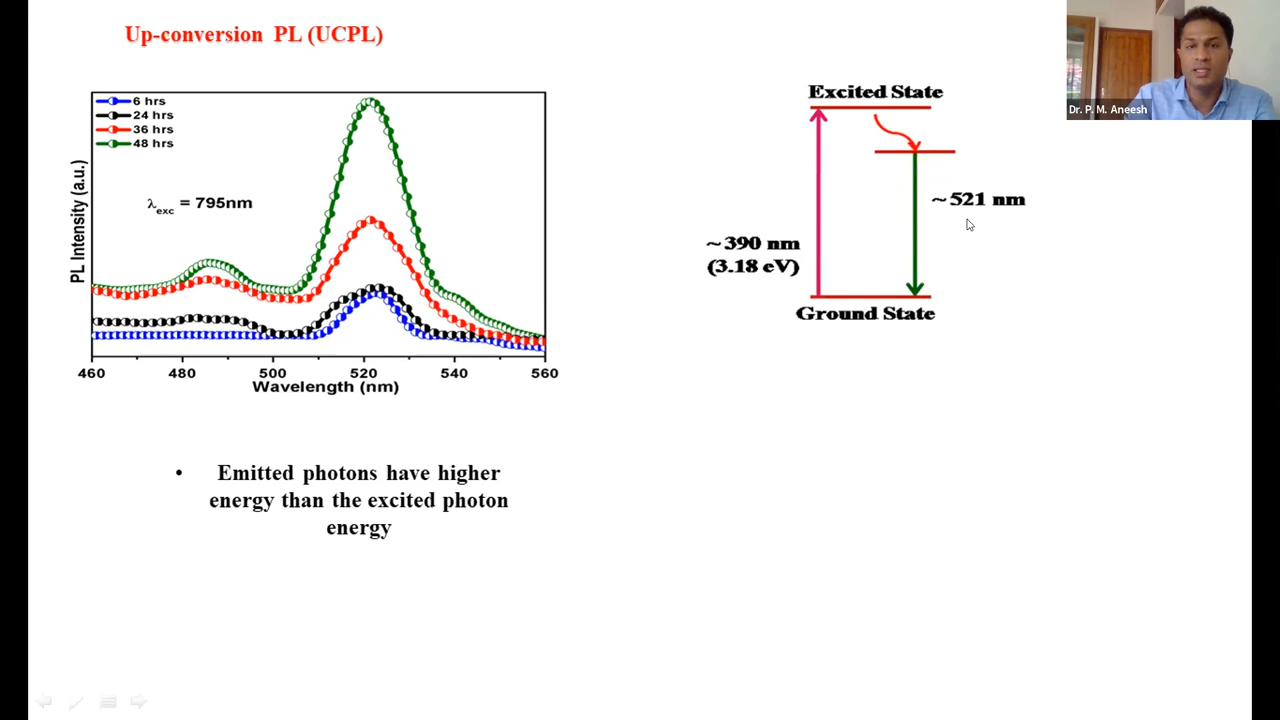 Up-conversion PL (UCPL)
6 hrs
24 hrs
36 hrs
48 hrs
λexc = 795nm
PL Intensity (a.u.)
460 480 500 520 540 560
Wavelength (nm)
• Emitted photons have higher
energy than the excited photon
energy
Excited State
~521 nm
~390 nm
(3.18 eV)
Ground State
Dr. P. M. Aneesh